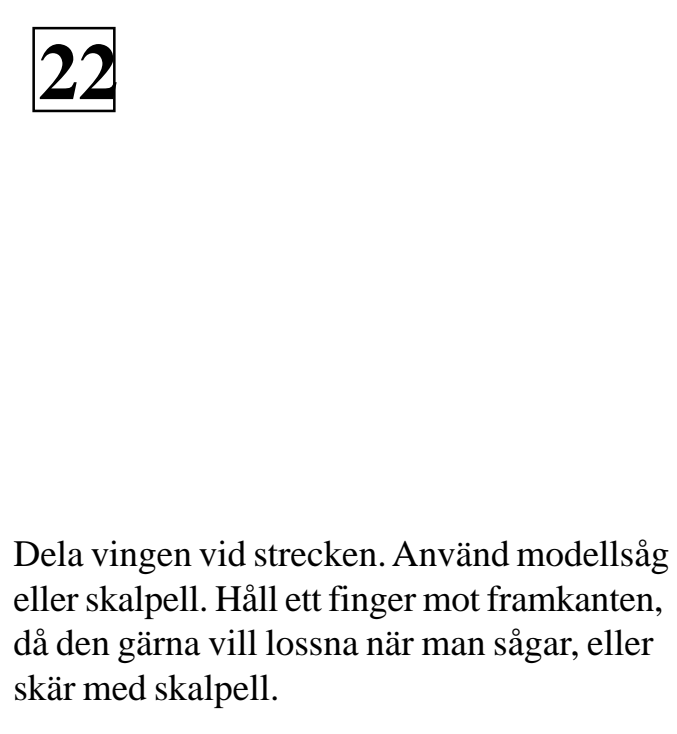 22
Dela vingen vid strecken. Använd modellsåg
eller skalpell. Håll ett finger mot framkanten,
då den gärna vill lossna när man sågar, eller
skär med skalpell.